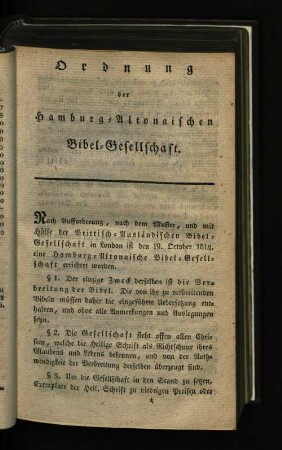 Ordnung
der
Hamburg-Altonaischen
Bibel-Gesellschaft.
Nach Aufforderung, nach dem Muster, und mit
Hülfe der Brittisch-Ausländischen Bibel-
Gesellschaft in London ist den 19. October 1814.
eine Hamburg-Altonaische Bibel-Gesell-
schaft errichtet worden.
§ 1. Der einzige Zweck derselben ist die Ver-
breitung der Bibel. Die von ihr zu verbreitenden
Bibeln müssen daher die eingeführte Uebersetzung ent-
halten, und ohne alle Anmerkungen und Auslegungen
seyn.
§ 2. Die Gesellschaft steht offen allen Chri-
sten, welche die Heilige Schrift als Richtschnur ihres
Glaubens und Lebens bekennen, und von der Noth-
wendigkeit der Verbreitung derselben überzeugt sind.
§ 3. Um die Gesellschaft in den Stand zu setzen,
Exemplare der Heil. Schrift zu niedrigen Preisen oder